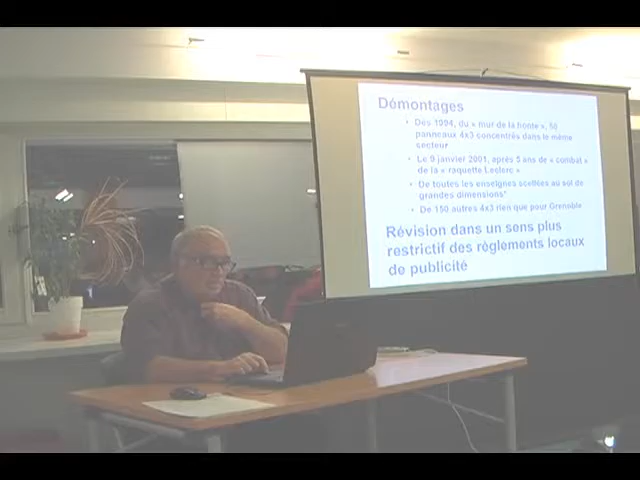 Démontages
• Dès 1994, du « mur de la honte », 50
panneaux 4x3 concentrés dans le même
secteur
• Le 9 janvier 2001, après 5 ans de « combat »
de la « raquette Leclerc »
• De toutes les enseignes scellées au sol de
grandes dimensions*
• De 150 autres 4x3 rien que pour Grenoble
Révision dans un sens plus
restrictif des règlements locaux
de publicité